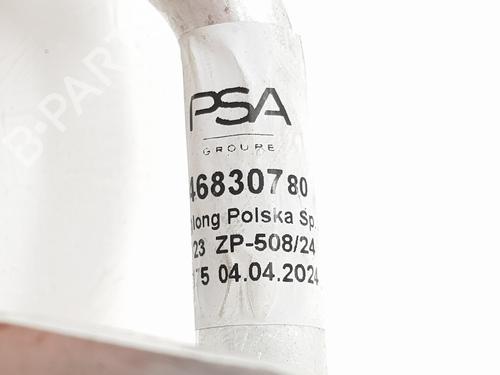 PSA
GROUPE
46830780
long Polska Sp
23 ZP-508/24
5 04.04.2024
B-PARTS